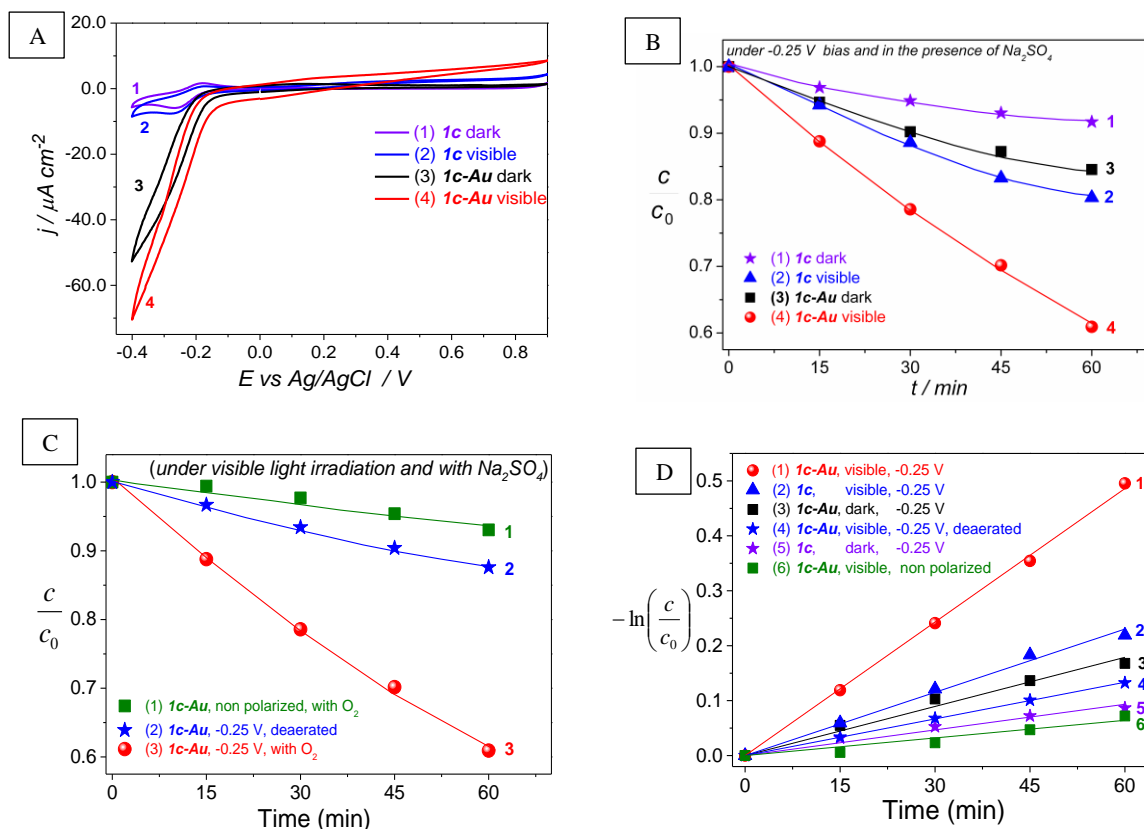 A
20.0
0.0
-20.0
-40.0
-60.0
j / µA cm-2
1
2
3
4
(1) 1c dark
(2) 1c visible
(3) 1c-Au dark
(4) 1c-Au visible
-0.4 -0.2 0.0 0.2 0.4 0.6 0.8
E vs Ag/AgCl / V
B
under -0.25 V bias and in the presence of Na2SO4
1.0
0.9
0.8
0.7
0.6
c
c0
1
3
2
4
(1) 1c dark
(2) 1c visible
(3) 1c-Au dark
(4) 1c-Au visible
0 15 30 45 60
t / min
C
(under visible light irradiation and with Na2SO4)
1.0
0.9
0.8
0.7
0.6
c
c0
1
2
3
(1) 1c-Au, non polarized, with O2
(2) 1c-Au, -0.25 V, deaerated
(3) 1c-Au, -0.25 V, with O2
0 15 30 45 60
Time (min)
D
(1) 1c-Au, visible, -0.25 V
(2) 1c, visible, -0.25 V
(3) 1c-Au, dark, -0.25 V
(4) 1c-Au, visible, -0.25 V, deaerated
(5) 1c, dark, -0.25 V
(6) 1c-Au, visible, non polarized
0.5
0.4
0.3
0.2
0.1
0.0
-ln(c/c0)
1
2
3
4
5
6
0 15 30 45 60
Time (min)